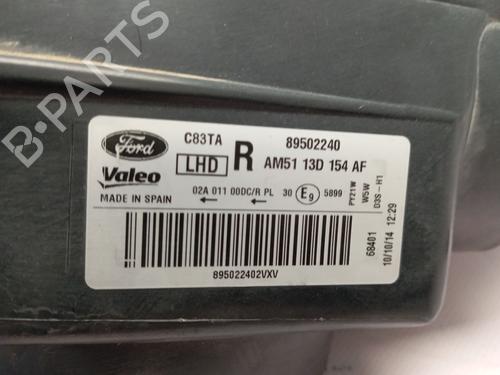 B-PARTS
Ford
C83TA
89502240
Valeo
LHD R AM51 13D 154 AF
MADE IN SPAIN
02A 011 00DC/R PL 30 E9 5899
PY21W
W5W
D3S-H1
68401
10/10/14 12:29
895022402VXV